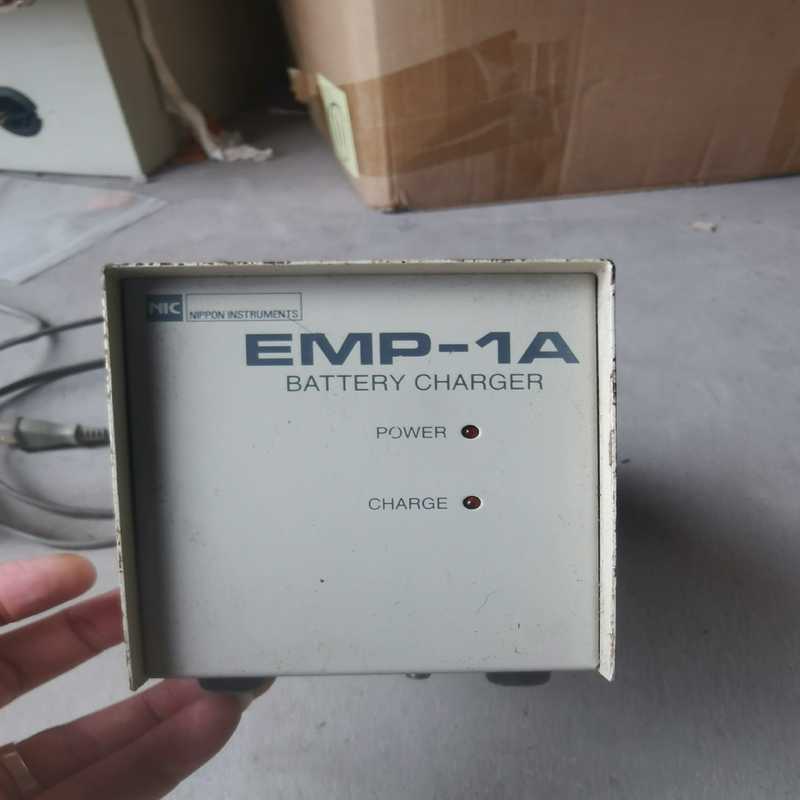 NIC NIPPON INSTRUMENTS
EMP-1A
BATTERY CHARGER
POWER
CHARGE